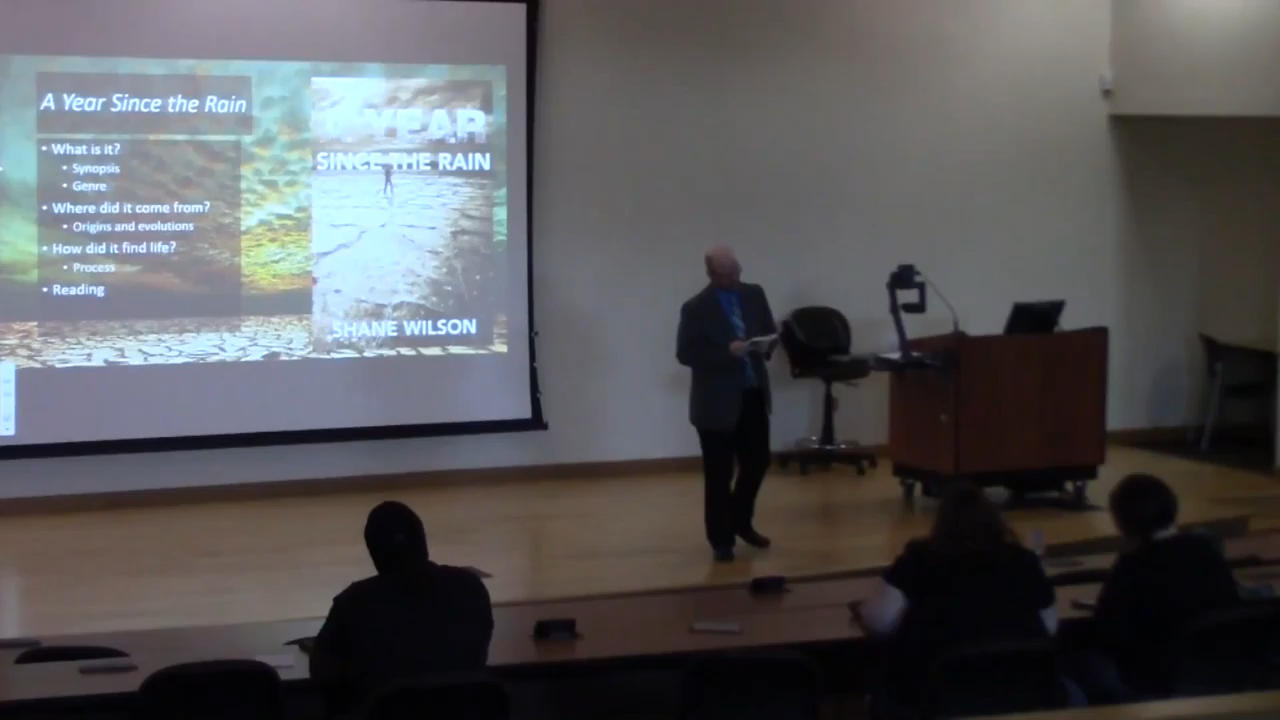 A Year Since the Rain
• What is it?
• Synopsis
• Genre
• Where did it come from?
• Origins and evolutions
• How did it find life?
• Process
• Reading
YEAR
SINCE THE RAIN
SHANE WILSON